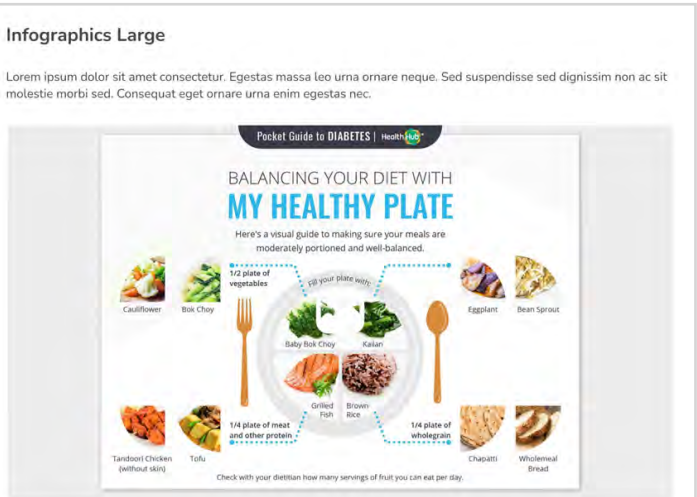 Infographics Large
Lorem ipsum dolor sit amet consectetur. Egestas massa leo urna ornare neque. Sed suspendisse sed dignissim non ac sit
molestie morbi sed. Consequat eget ornare urna enim egestas nec.
Pocket Guide to DIABETES | HealthHub
BALANCING YOUR DIET WITH
MY HEALTHY PLATE
Here's a visual guide to making sure your meals are
moderately portioned and well-balanced.
1/2 plate of
vegetables
Fill your plate with:
Cauliflower
Bok Choy
Eggplant
Bean Sprout
Baby Bok Choy
Kailan
Grilled
Fish
Brown
Rice
1/4 plate of meat
and other protein
1/4 plate of
wholegrain
Tandoori Chicken
(without skin)
Tofu
Chapatti
Wholemeal
Bread
Check with your dietitian how many servings of fruit you can eat per day.